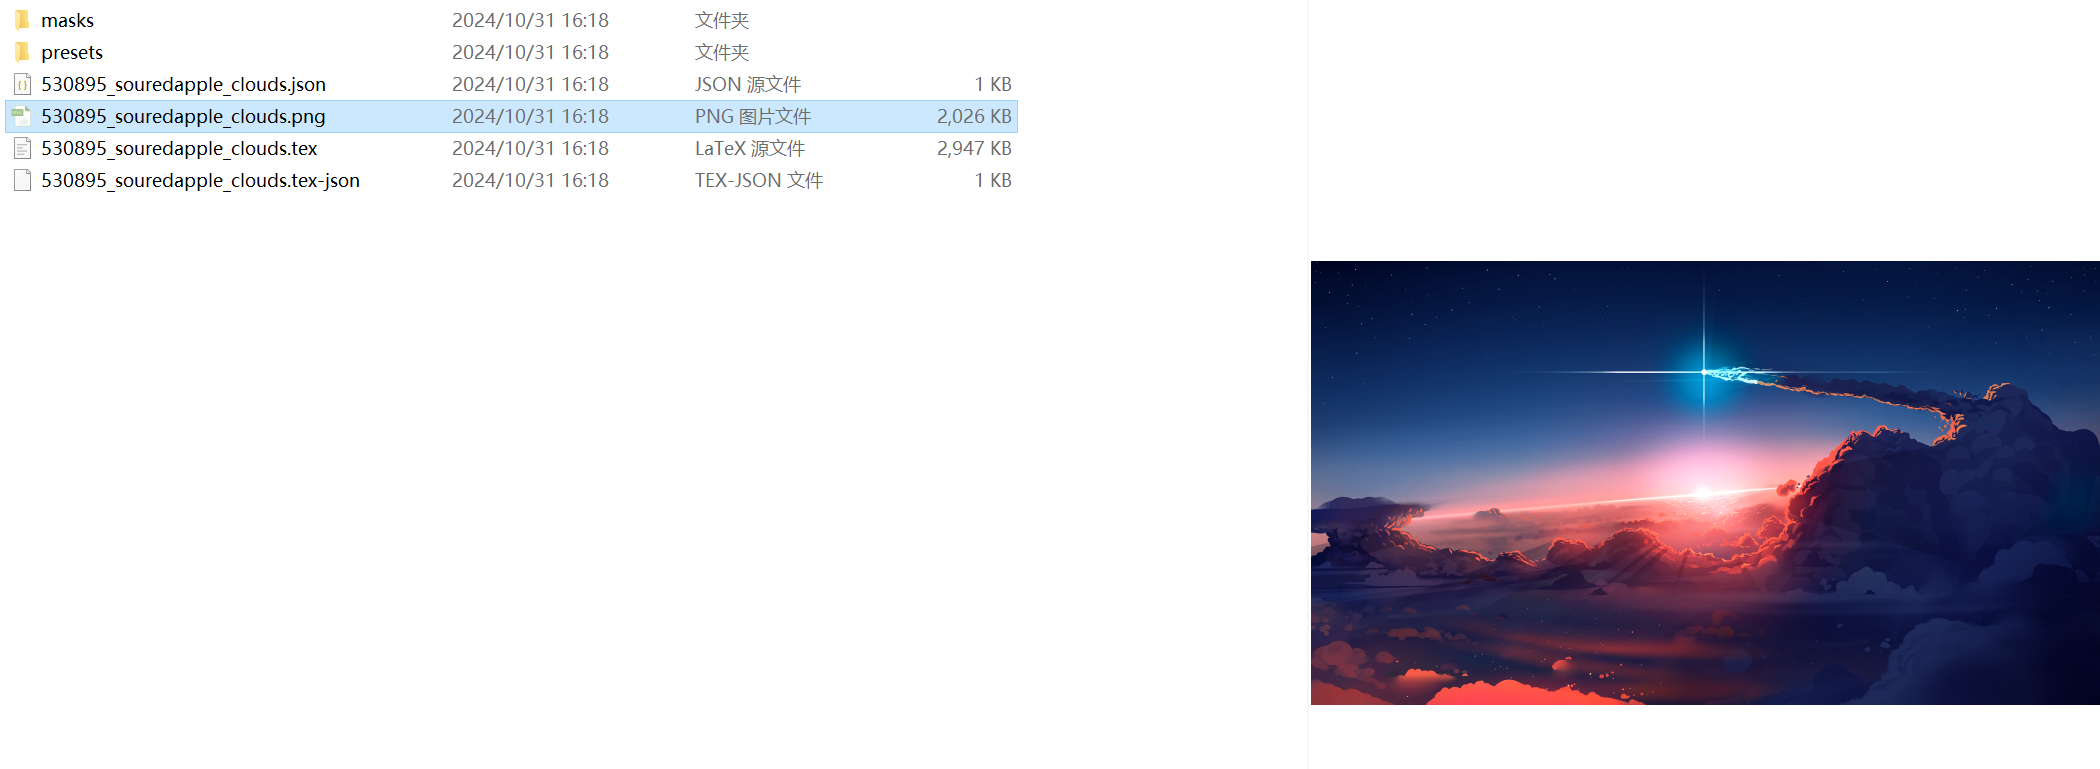 masks 2024/10/31 16:18 文件夹
presets 2024/10/31 16:18 文件夹
530895_souredapple_clouds.json 2024/10/31 16:18 JSON 源文件 1 KB
530895_souredapple_clouds.png 2024/10/31 16:18 PNG 图片文件 2,026 KB
530895_souredapple_clouds.tex 2024/10/31 16:18 LaTeX 源文件 2,947 KB
530895_souredapple_clouds.tex-json 2024/10/31 16:18 TEX-JSON 文件 1 KB